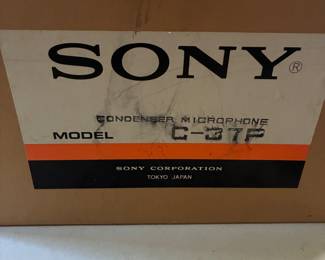 SONY®
CONDENSER MICROPHONE
MODEL C-37P
SONY CORPORATION
TOKYO JAPAN